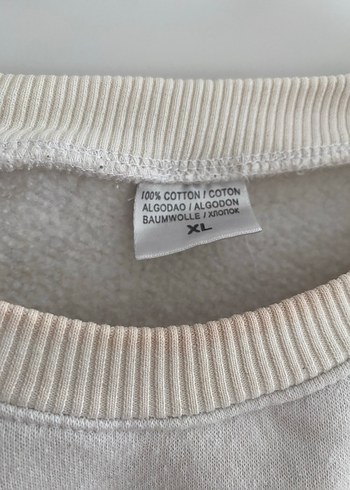 100% COTTON / COTON
ALGODAO / ALGODON
BAUMWOLLE / ХЛОПОК
XL